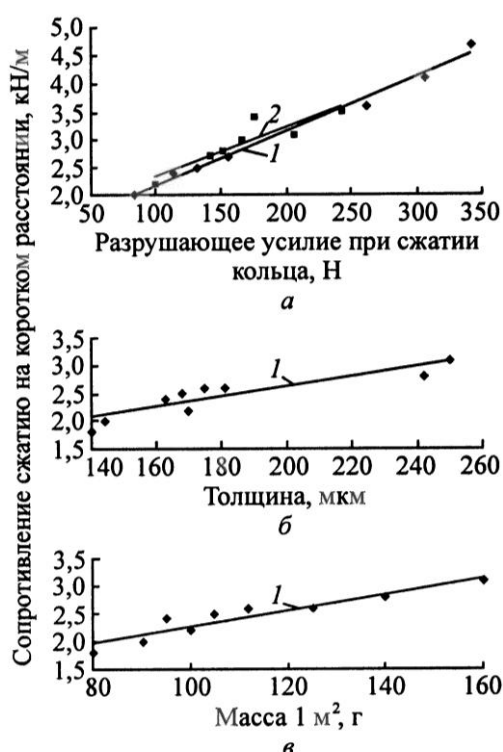 Сопротивление сжатию на коротком расстоянии, кН/м
5,0
4,5
4,0
3,5
3,0
2,5
2,0
2
1
50 100 150 200 250 300 350
Разрушающее усилие при сжатии
кольца, Н
а
3,5
3,0
2,5
2,0
1,5
1
140 160 180 200 220 240 260
Толщина, мкм
б
3,5
3,0
2,5
2,0
1,5
1
80 100 120 140 160
Масса 1 м², г
в